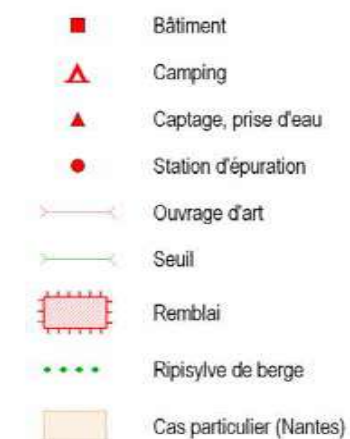 Bâtiment
Camping
Captage, prise d'eau
Station d'épuration
Ouvrage d'art
Seuil
Remblai
Ripisylve de berge
Cas particulier (Nantes)